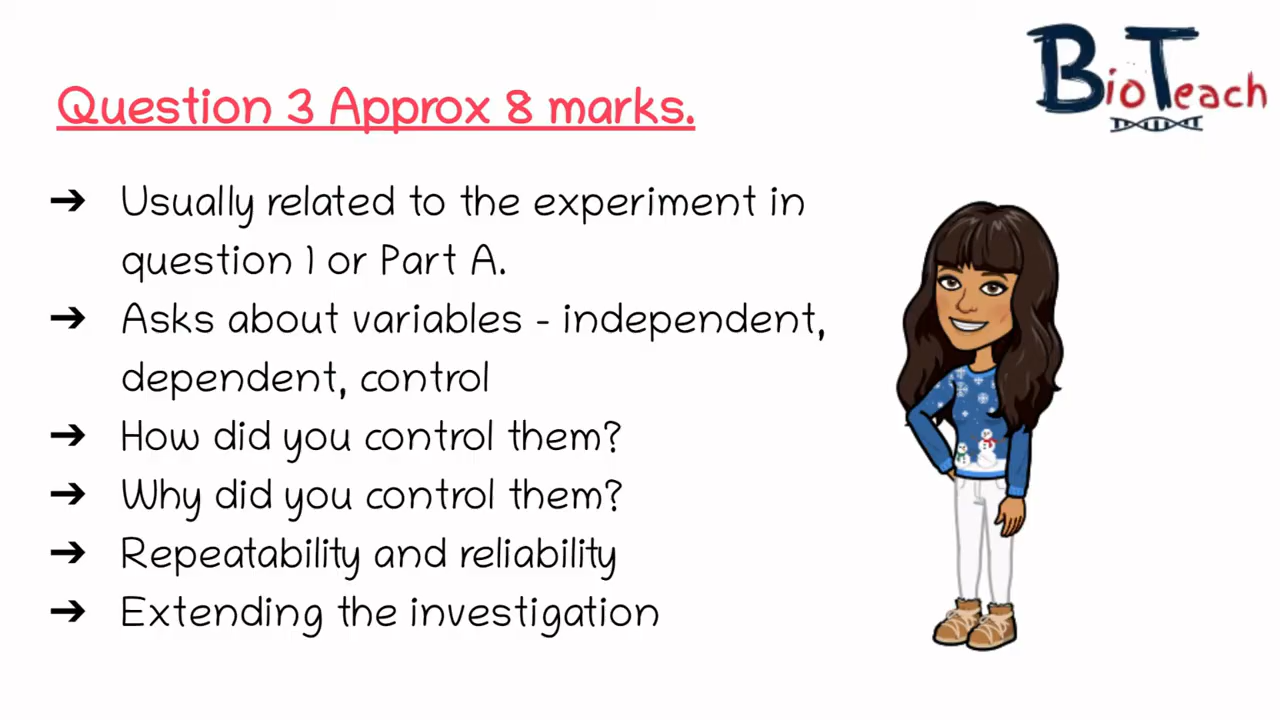 BioTeach
Question 3 Approx 8 marks.
➔ Usually related to the experiment in
question 1 or Part A.
➔ Asks about variables - independent,
dependent, control
➔ How did you control them?
➔ Why did you control them?
➔ Repeatability and reliability
➔ Extending the investigation